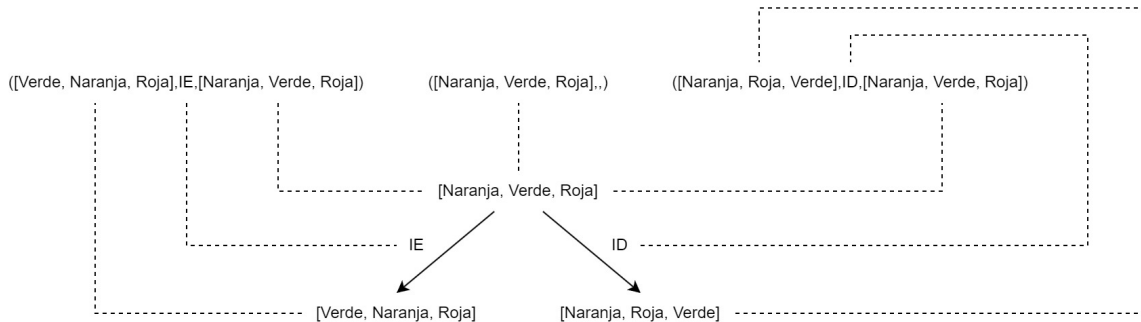 ([Verde, Naranja, Roja],IE,[Naranja, Verde, Roja])
([Naranja, Verde, Roja],,)
([Naranja, Roja, Verde],ID,[Naranja, Verde, Roja])
[Naranja, Verde, Roja]
IE
ID
[Verde, Naranja, Roja]
[Naranja, Roja, Verde]